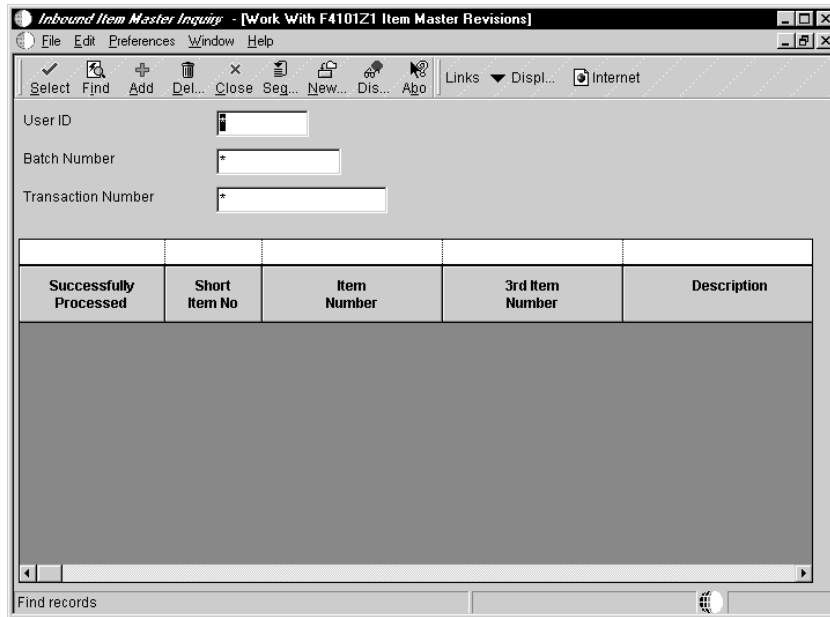 Inbound Item Master Inquiry - [Work With F4101Z1 Item Master Revisions]
File Edit Preferences Window Help
Select Find Add Del... Close Seq... New... Dis... Abo Links Displ... Internet
User ID *
Batch Number *
Transaction Number *
Successfully Processed Short Item No Item Number 3rd Item Number Description
Find records